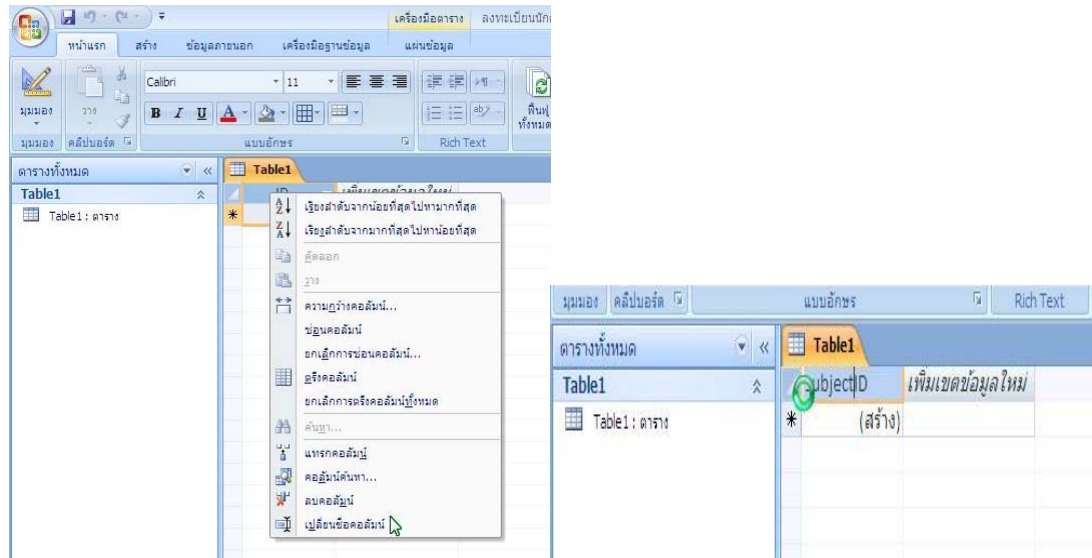 เครื่องมือตาราง ลงทะเบียนนัก
หน้าแรก สร้าง ข้อมูลภายนอก เครื่องมือฐานข้อมูล แผ่นข้อมูล
Calibri 11
มุมมอง วาง B I U A ab ฟื้นฟู
ทั้งหมด
มุมมอง คลิปบอร์ด แบบอักษร Rich Text
ตารางทั้งหมด Table1
Table1 ID เพิ่มเขตข้อมูลใหม่
Table1 : ตาราง
เรียงลำดับจากน้อยที่สุดไปหามากที่สุด
เรียงลำดับจากมากที่สุดไปหาน้อยที่สุด
คัดลอก
วาง
ความกว้างคอลัมน์...
ซ่อนคอลัมน์
ยกเลิกการซ่อนคอลัมน์...
ตรึงคอลัมน์
ยกเลิกการตรึงคอลัมน์ทั้งหมด
ค้นหา...
แทรกคอลัมน์
คอลัมน์ค้นหา...
ลบคอลัมน์
เปลี่ยนชื่อคอลัมน์
มุมมอง คลิปบอร์ด แบบอักษร Rich Text
ตารางทั้งหมด Table1
Table1 SubjectID เพิ่มเขตข้อมูลใหม่
Table1 : ตาราง (สร้าง)